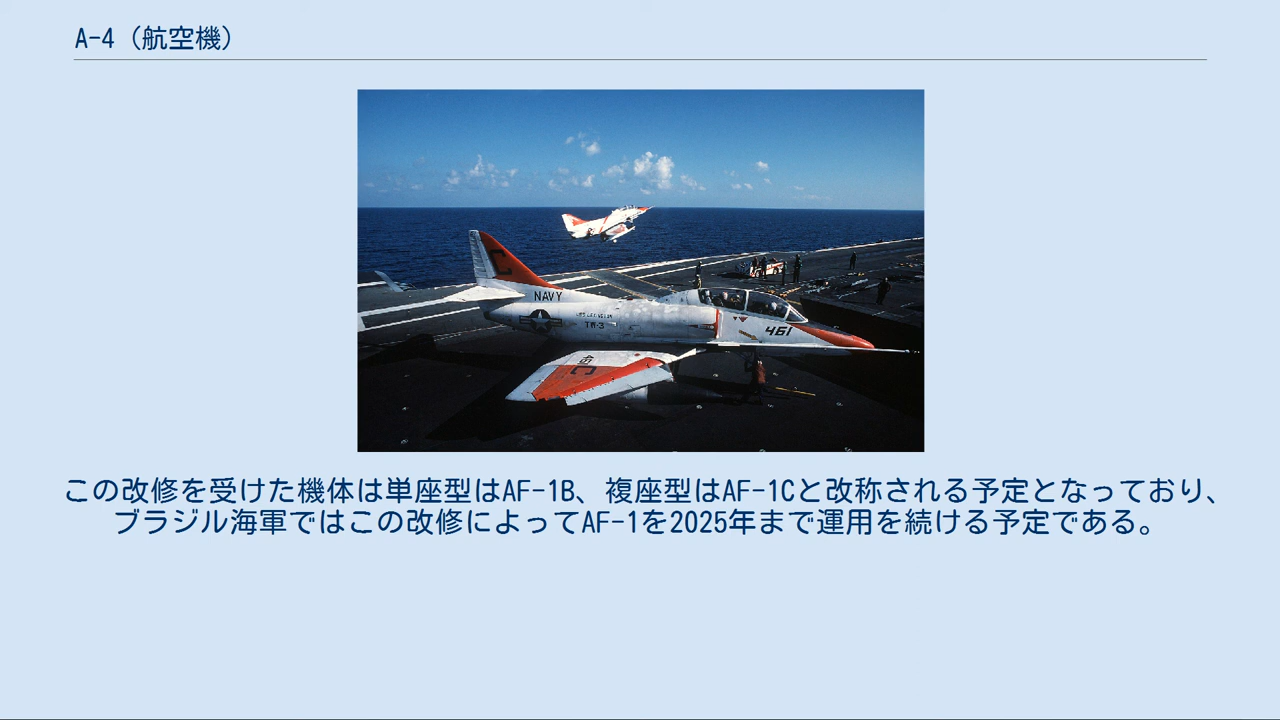 A-4（航空機）
C
NAVY
TW-3
461
C
この改修を受けた機体は単座型はAF-1B、複座型はAF-1Cと改称される予定となっており、
ブラジル海軍ではこの改修によってAF-1を2025年まで運用を続ける予定である。